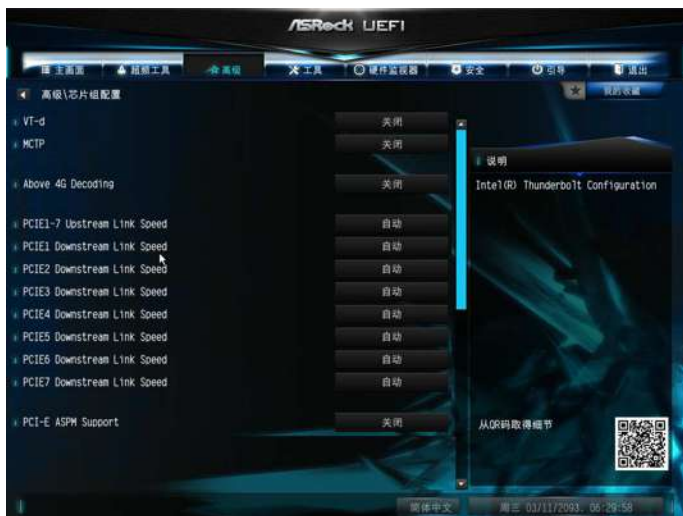 ASRock UEFI
主画面 超频工具 高级 工具 硬件监视器 安全 引导 退出
高级\芯片组配置 我的收藏
VT-d 关闭
MCTP 关闭
说明
Above 4G Decoding 关闭 Intel(R) Thunderbolt Configuration
PCIE1-7 Upstream Link Speed 自动
PCIE1 Downstream Link Speed 自动
PCIE2 Downstream Link Speed 自动
PCIE3 Downstream Link Speed 自动
PCIE4 Downstream Link Speed 自动
PCIE5 Downstream Link Speed 自动
PCIE6 Downstream Link Speed 自动
PCIE7 Downstream Link Speed 自动
PCI-E ASPM Support 关闭 从QR码取得细节
简体中文 周三 03/11/2093. 06:29:58